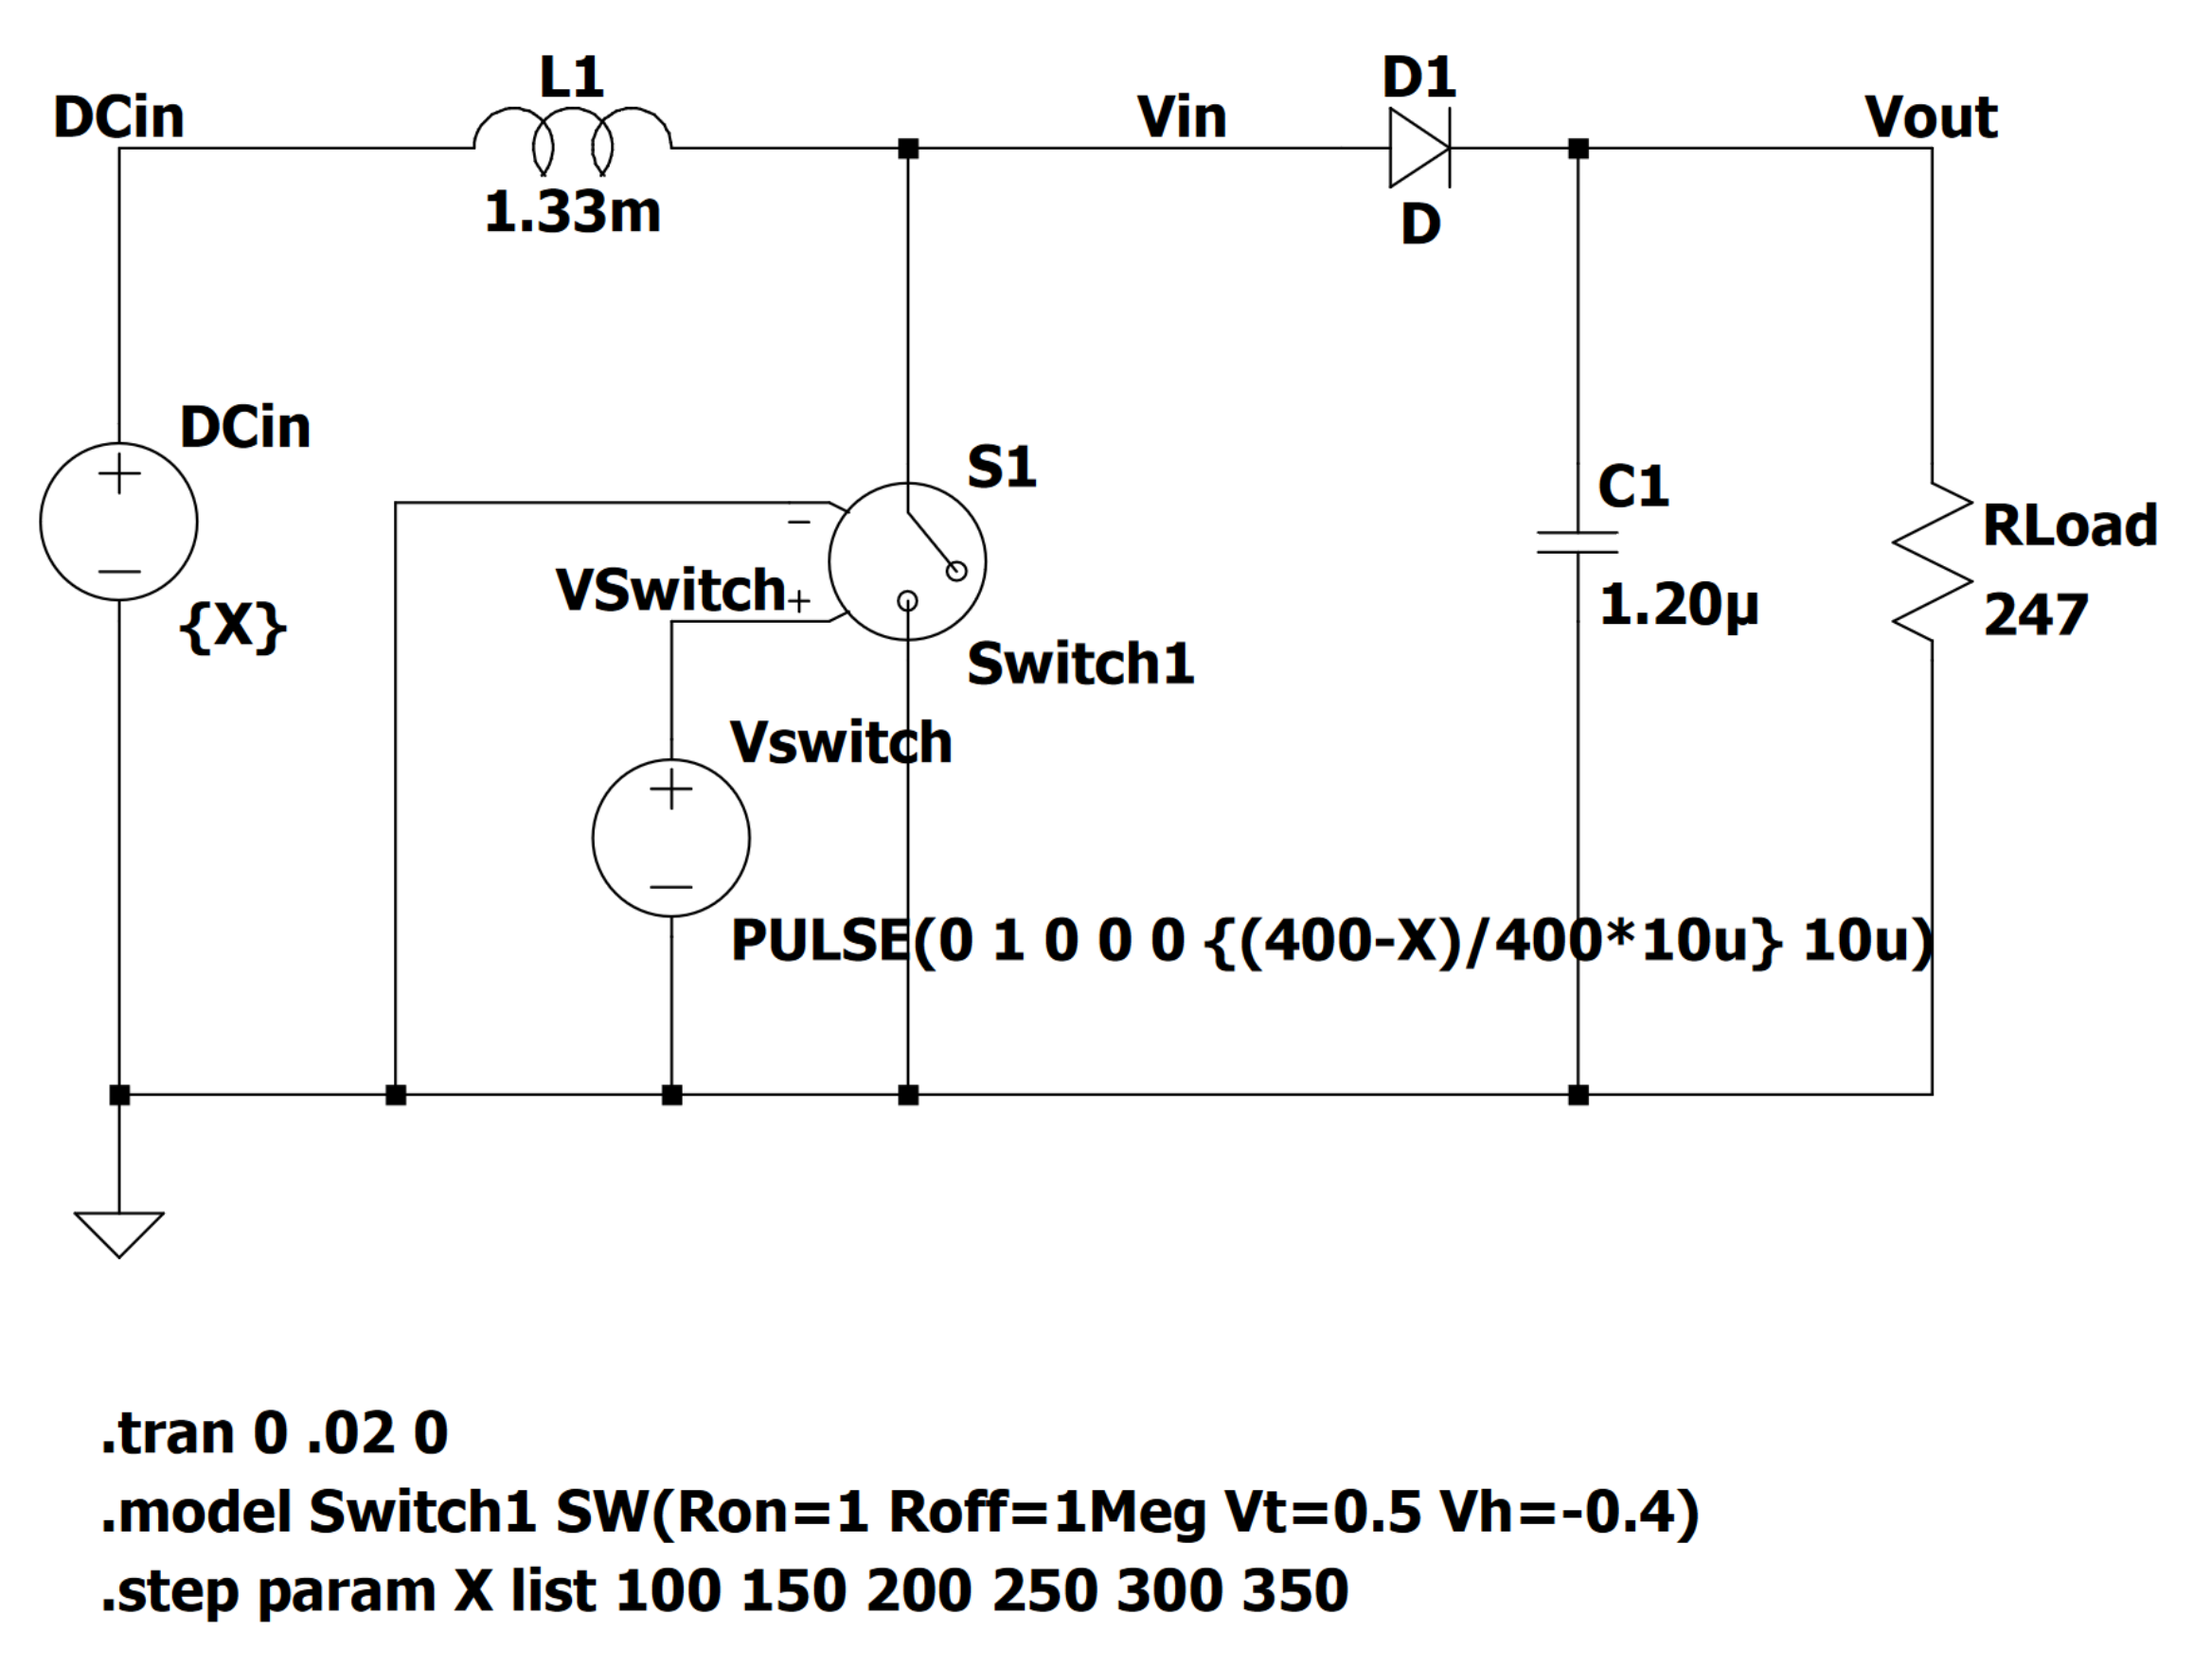 L1
D1
DCin
Vin
Vout
1.33m
D
DCin
S1
C1
RLoad
VSwitch
1.20µ
247
{X}
Switch1
Vswitch
PULSE(0 1 0 0 0 {(400-X)/400*10u} 10u)
.tran 0 .02 0
.model Switch1 SW(Ron=1 Roff=1Meg Vt=0.5 Vh=-0.4)
.step param X list 100 150 200 250 300 350